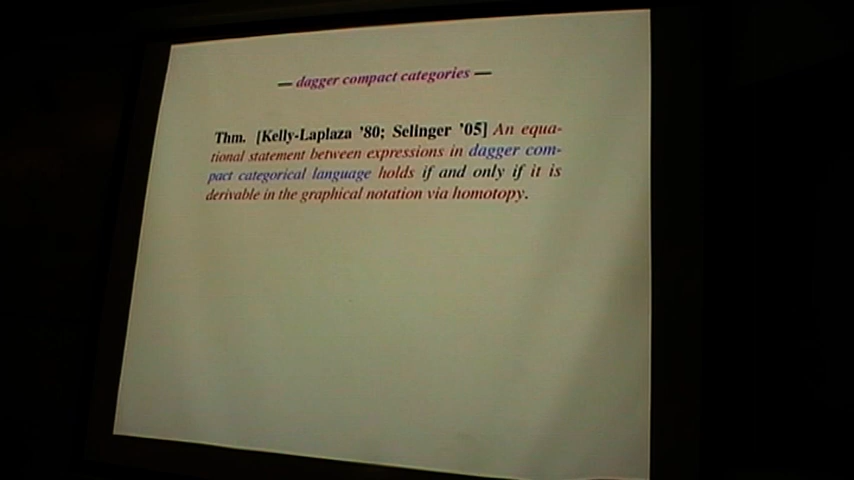 — dagger compact categories —
Thm. [Kelly-Laplaza '80; Selinger '05] An equa-
tional statement between expressions in dagger com-
pact categorical language holds if and only if it is
derivable in the graphical notation via homotopy.